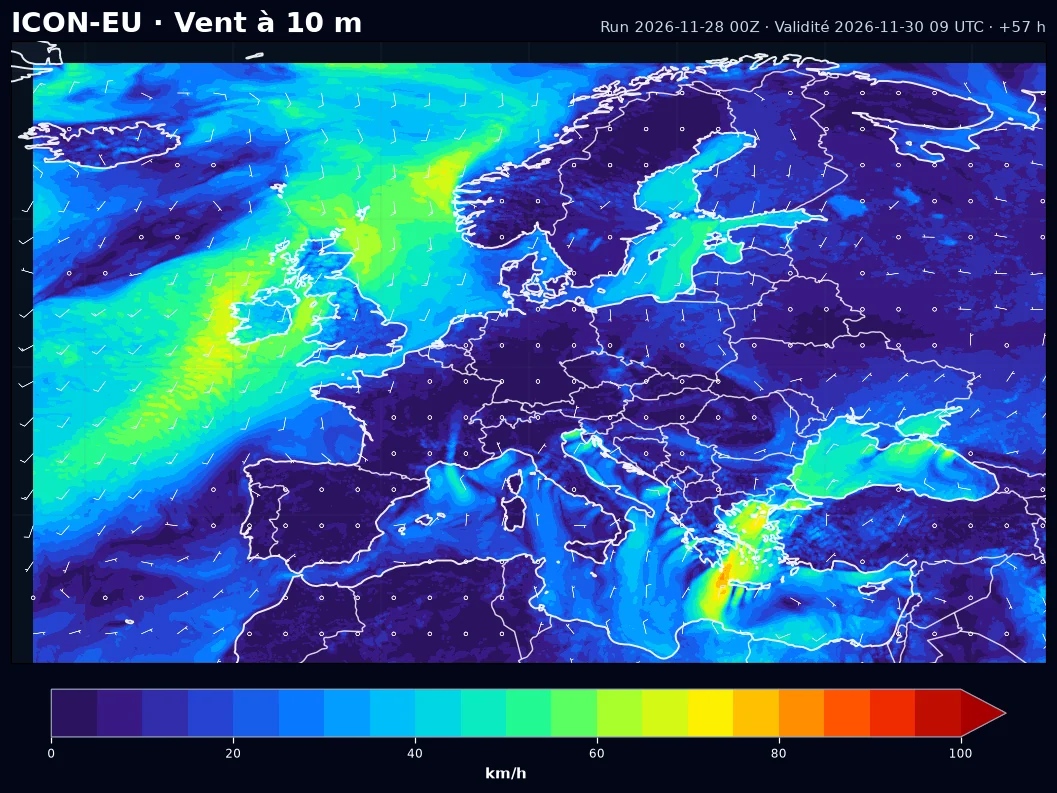 ICON-EU · Vent à 10 m
Run 2026-11-28 00Z · Validité 2026-11-30 09 UTC · +57 h
0 20 40 60 80 100
km/h